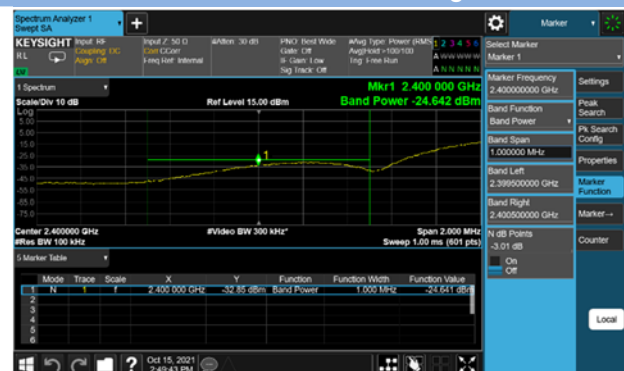 Spectrum Analyzer 1
Swept SA
Marker
KEYSIGHT Input: RF Input Z: 50 Ω #Atten: 30 dB PNO: Best Wide #Avg Type: Power (RMS 1 2 3 4 5 6
RL Coupling: DC Corr CCorr Gate: Off Avg|Hold >100/100 A W W W W W
Align: Off Freq Ref: Internal IF Gain: Low Trig: Free Run
Sig Track: Off A N N N N N
Select Marker
Marker 1
1 Spectrum
Mkr1 2.400 000 GHz
Scale/Div 10 dB Ref Level 15.00 dBm Band Power -24.642 dBm
Log
5.00
-5.00
-15.0
-25.0
-35.0
-45.0
-55.0
-65.0
-75.0
1
Center 2.400000 GHz #Video BW 300 kHz* Span 2.000 MHz
#Res BW 100 kHz Sweep 1.00 ms (601 pts)
5 Marker Table
Mode Trace Scale X Y Function Function Width Function Value
1 N 1 f 2.400 000 GHz -32.85 dBm Band Power 1.000 MHz -24.641 dBm
2
3
4
5
6
Marker Frequency
2.400000000 GHz
Band Function
Band Power
Band Span
1.000000 MHz
Band Left
2.399500000 GHz
Band Right
2.400500000 GHz
N dB Points
-3.01 dB
On
Off
Settings
Peak
Search
Pk Search
Config
Properties
Marker
Function
Marker→
Counter
Local
Oct 15, 2021
2:49:43 PM